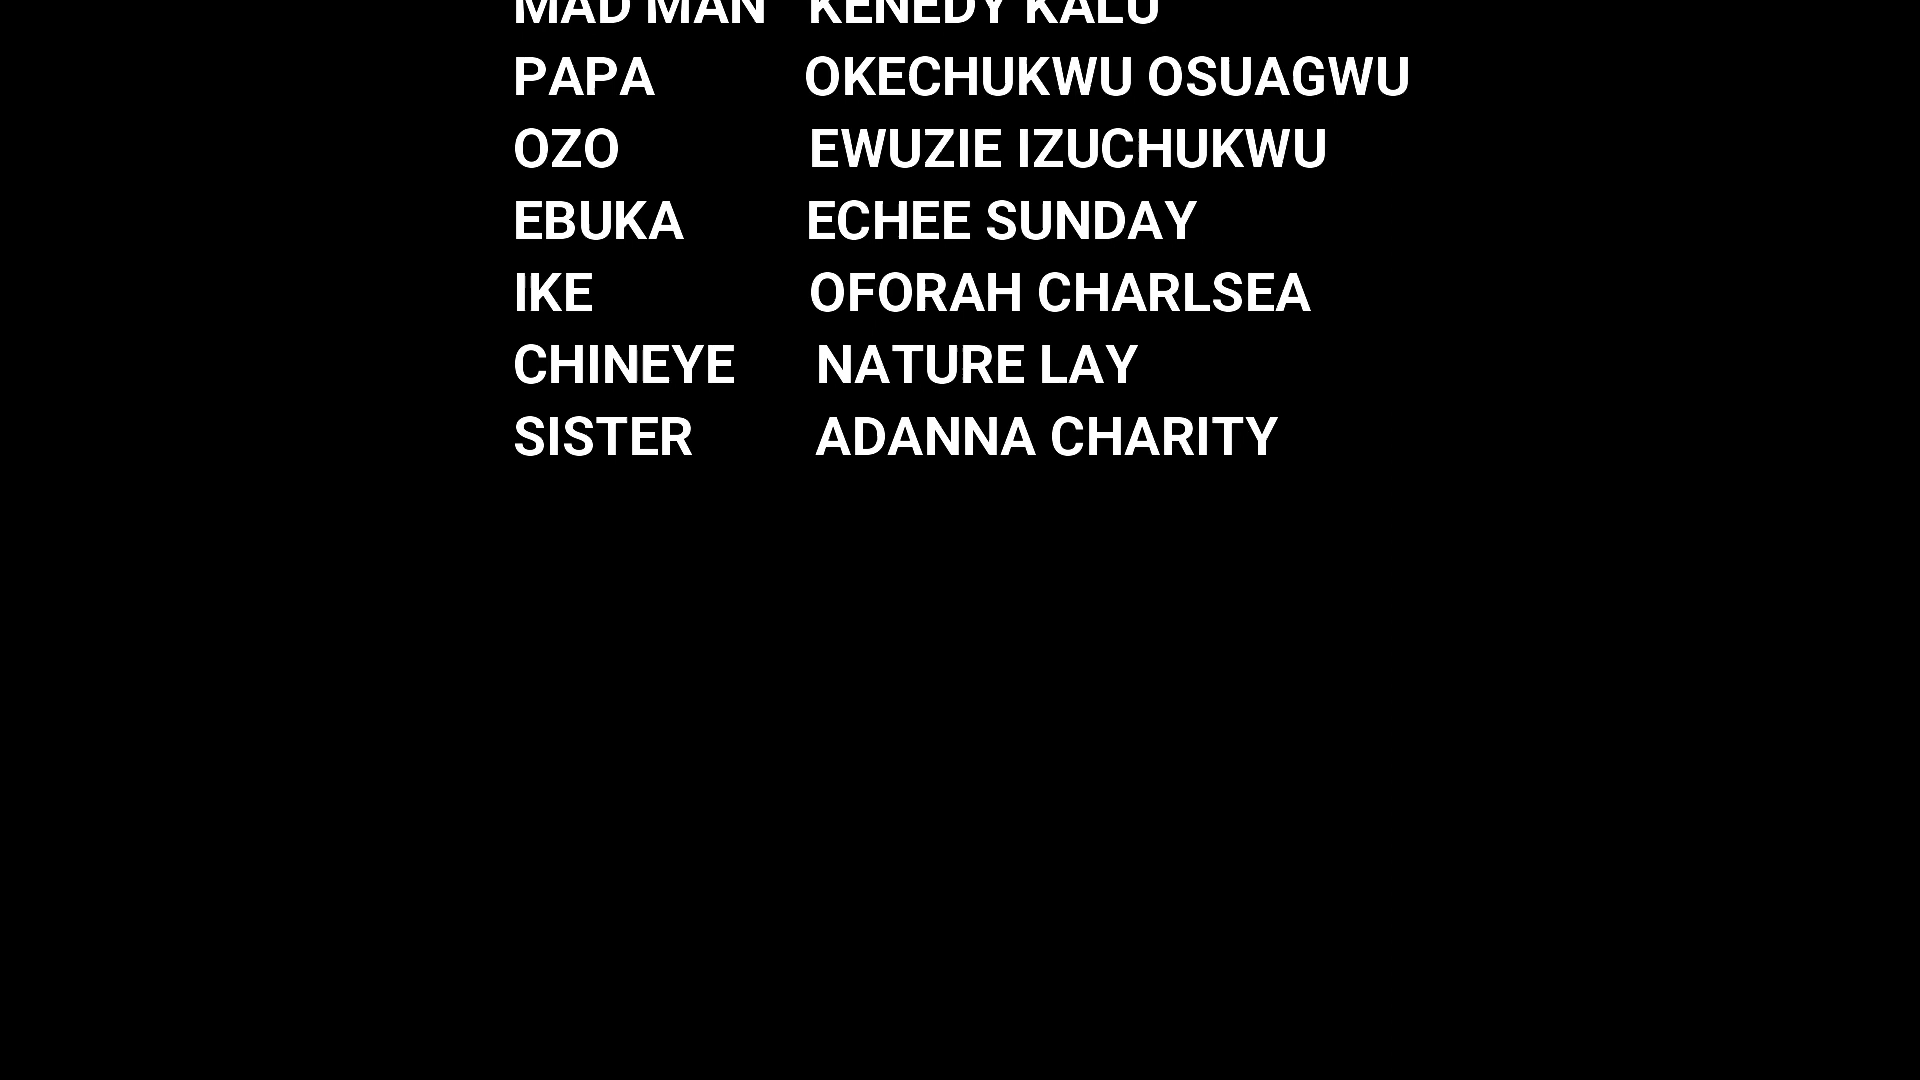 MAD MAN KENEDY KALU
PAPA OKECHUKWU OSUAGWU
OZO EWUZIE IZUCHUKWU
EBUKA ECHEE SUNDAY
IKE OFORAH CHARLSEA
CHINEYE NATURE LAY
SISTER ADANNA CHARITY